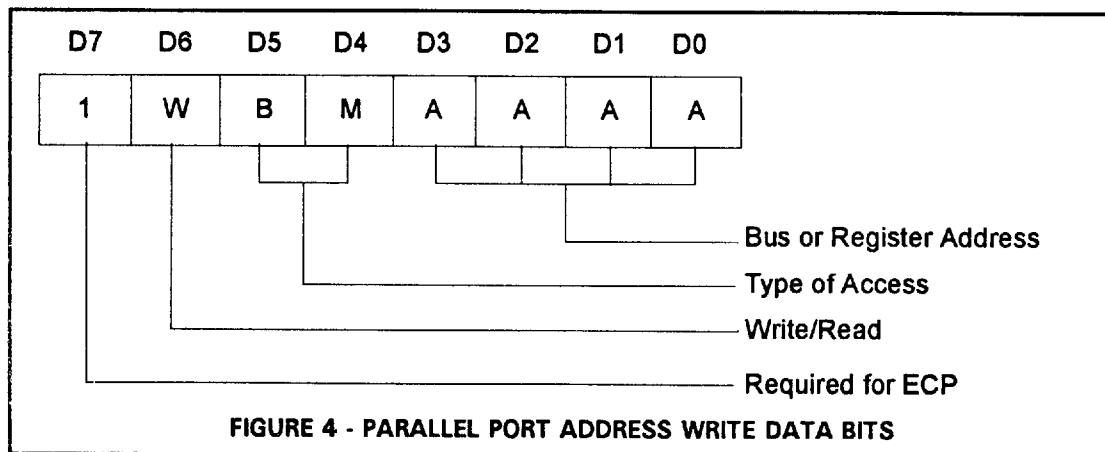 D7 D6 D5 D4 D3 D2 D1 D0
1 W B M A A A A
Bus or Register Address
Type of Access
Write/Read
Required for ECP
FIGURE 4 - PARALLEL PORT ADDRESS WRITE DATA BITS